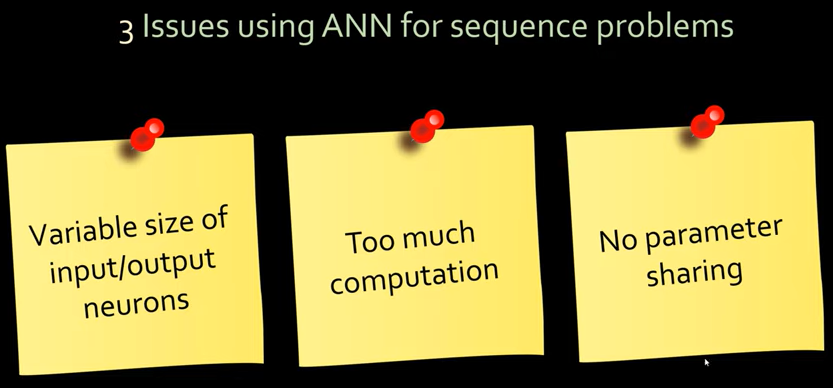 3 Issues using ANN for sequence problems
Variable size of
input/output
neurons
Too much
computation
No parameter
sharing